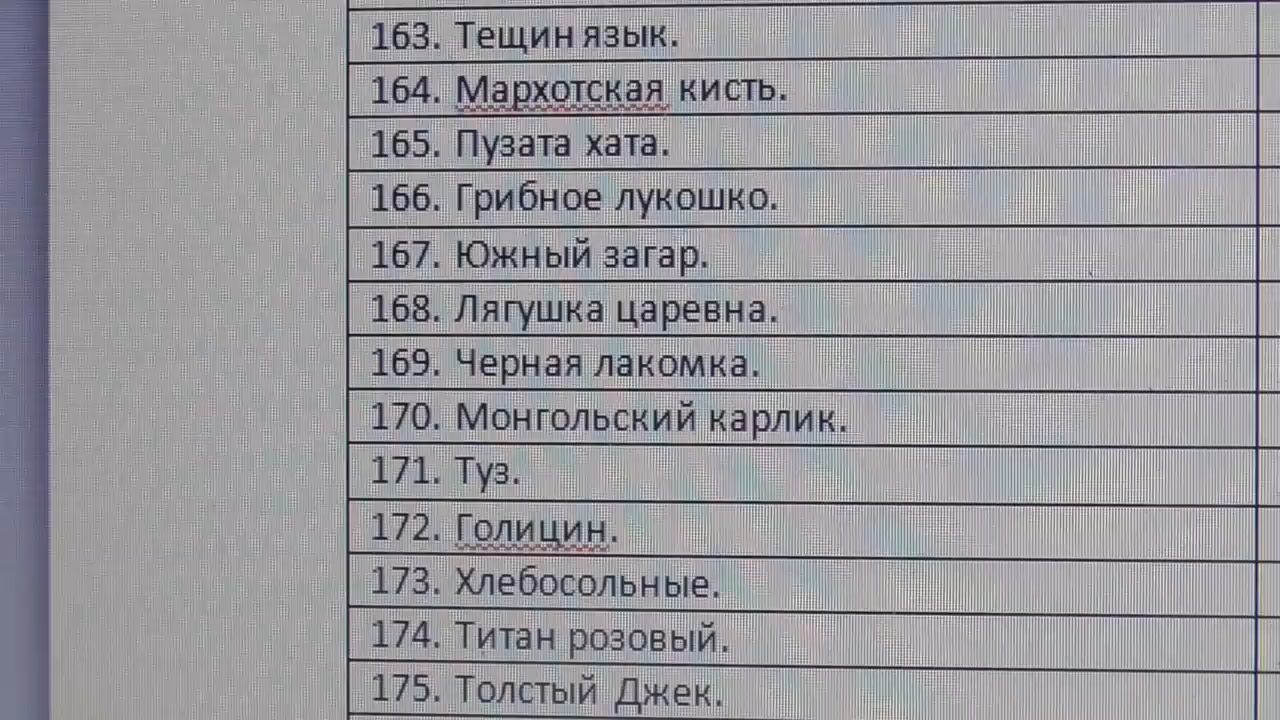 163. Тещин язык.
164. Мархотская кисть.
165. Пузата хата.
166. Грибное лукошко.
167. Южный загар.
168. Лягушка царевна.
169. Черная лакомка.
170. Монгольский карлик.
171. Туз.
172. Голицин.
173. Хлебосольные.
174. Титан розовый.
175. Толстый Джек.